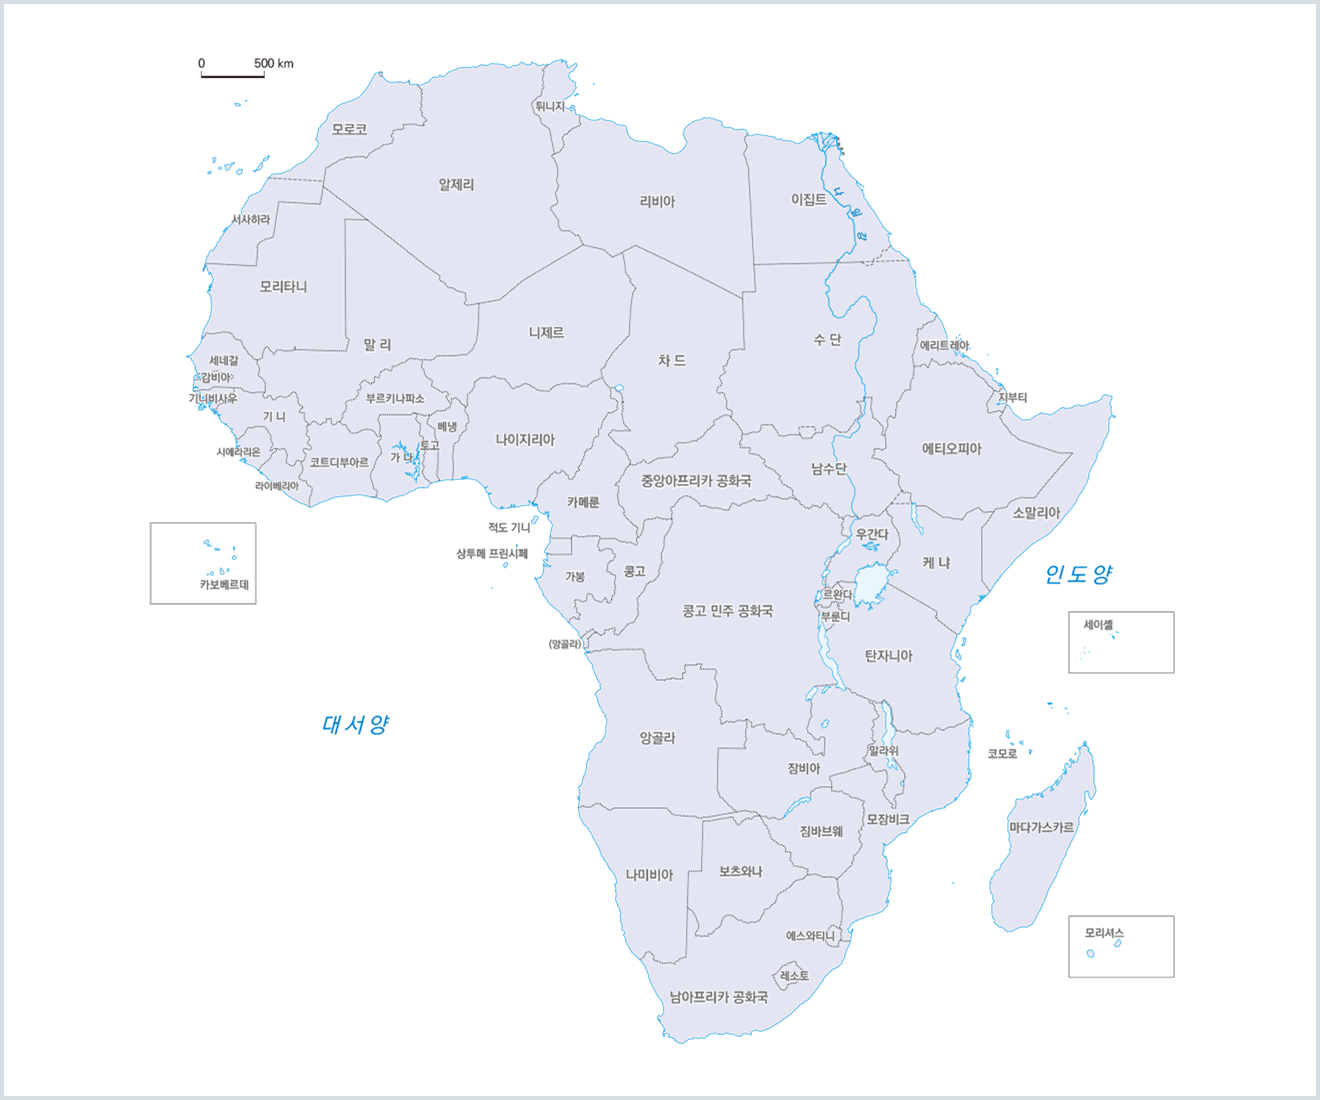 0 500 km
튀니지
모로코
알제리
리비아
이집트
나일강
서사하라
모리타니
말 리
니제르
차 드
수 단
에리트레아
세네갈
감비아
기니비사우
기 니
부르키나파소
지부티
시에라리온
코트디부아르
가 나
토고
베냉
나이지리아
에티오피아
라이베리아
중앙아프리카 공화국
남수단
카메룬
소말리아
적도 기니
상투메 프린시페
우간다
케 냐
인도양
카보베르데
가봉
콩고
콩고 민주 공화국
르완다
부룬디
세이셸
(앙골라)
탄자니아
대서양
앙골라
잠비아
말라위
코모로
짐바브웨
모잠비크
마다가스카르
나미비아
보츠와나
에스와티니
모리셔스
레소토
남아프리카 공화국